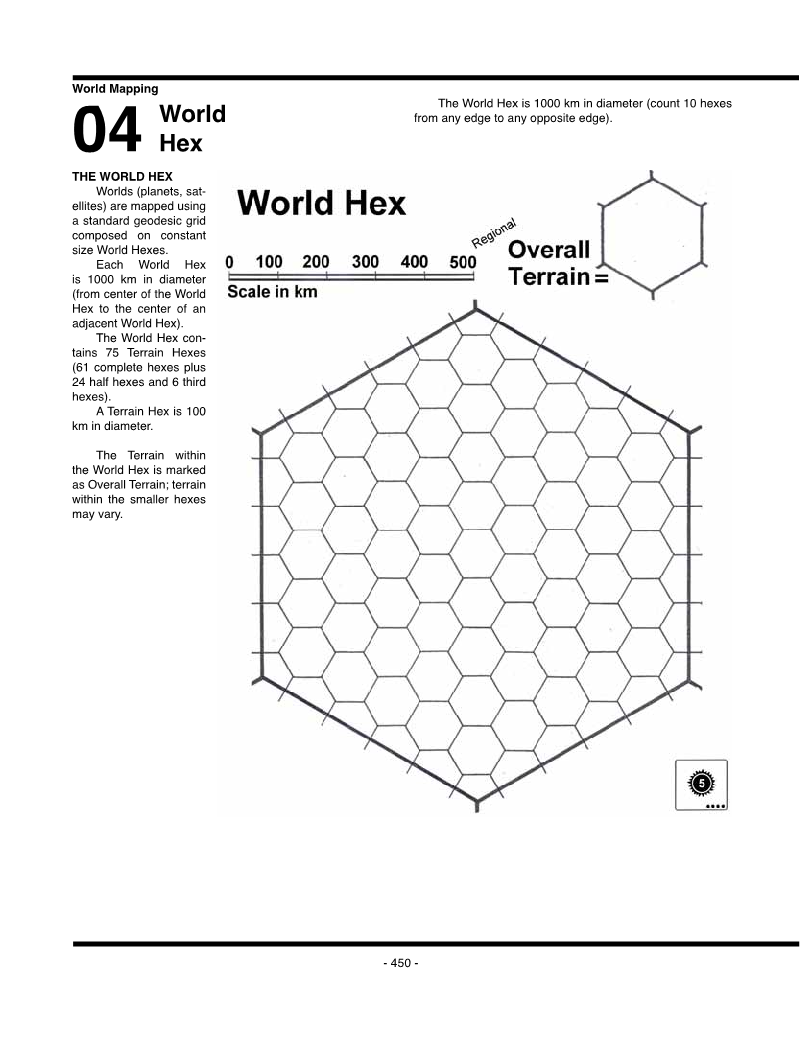 World Mapping
04 World
Hex
The World Hex is 1000 km in diameter (count 10 hexes
from any edge to any opposite edge).
THE WORLD HEX
Worlds (planets, sat-
ellites) are mapped using
a standard geodesic grid
composed on constant
size World Hexes.
Each World Hex
is 1000 km in diameter
(from center of the World
Hex to the center of an
adjacent World Hex).
The World Hex con-
tains 75 Terrain Hexes
(61 complete hexes plus
24 half hexes and 6 third
hexes).
A Terrain Hex is 100
km in diameter.
The Terrain within
the World Hex is marked
as Overall Terrain; terrain
within the smaller hexes
may vary.
World Hex
Regional
Overall
Terrain =
0 100 200 300 400 500
Scale in km
5
- 450 -